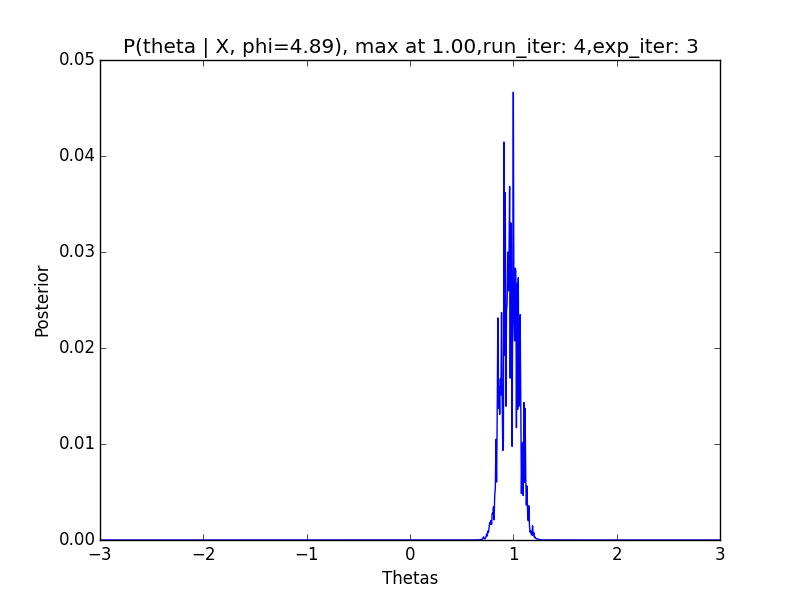 P(theta | X, phi=4.89), max at 1.00,run_iter: 4,exp_iter: 3
0.05
0.04
0.03
0.02
0.01
0.00
Posterior
−3 −2 −1 0 1 2 3
Thetas